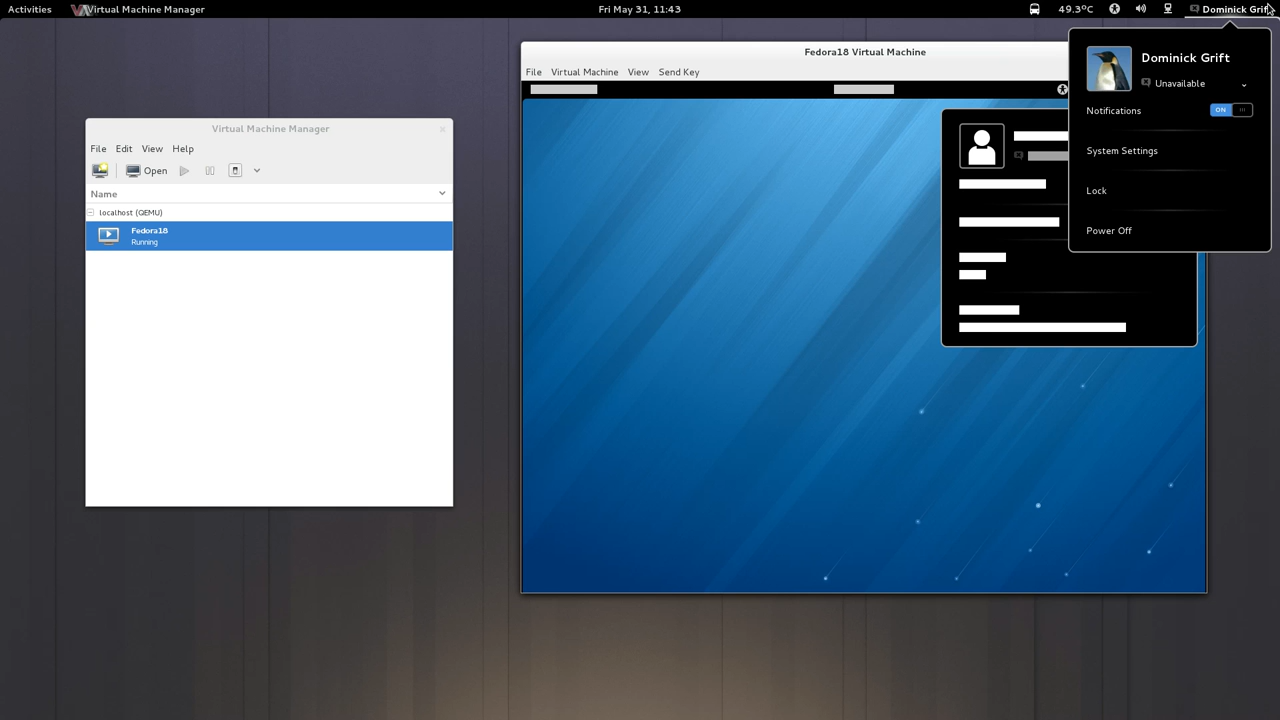 Activities
Virtual Machine Manager
Fri May 31, 11:43
49.3ºC
Dominick Grift
Fedora18 Virtual Machine
File Virtual Machine View Send Key
Dominick Grift
Unavailable
Notifications
ON
System Settings
Lock
Power Off
Virtual Machine Manager
File Edit View Help
Open
Name
localhost (QEMU)
Fedora18
Running